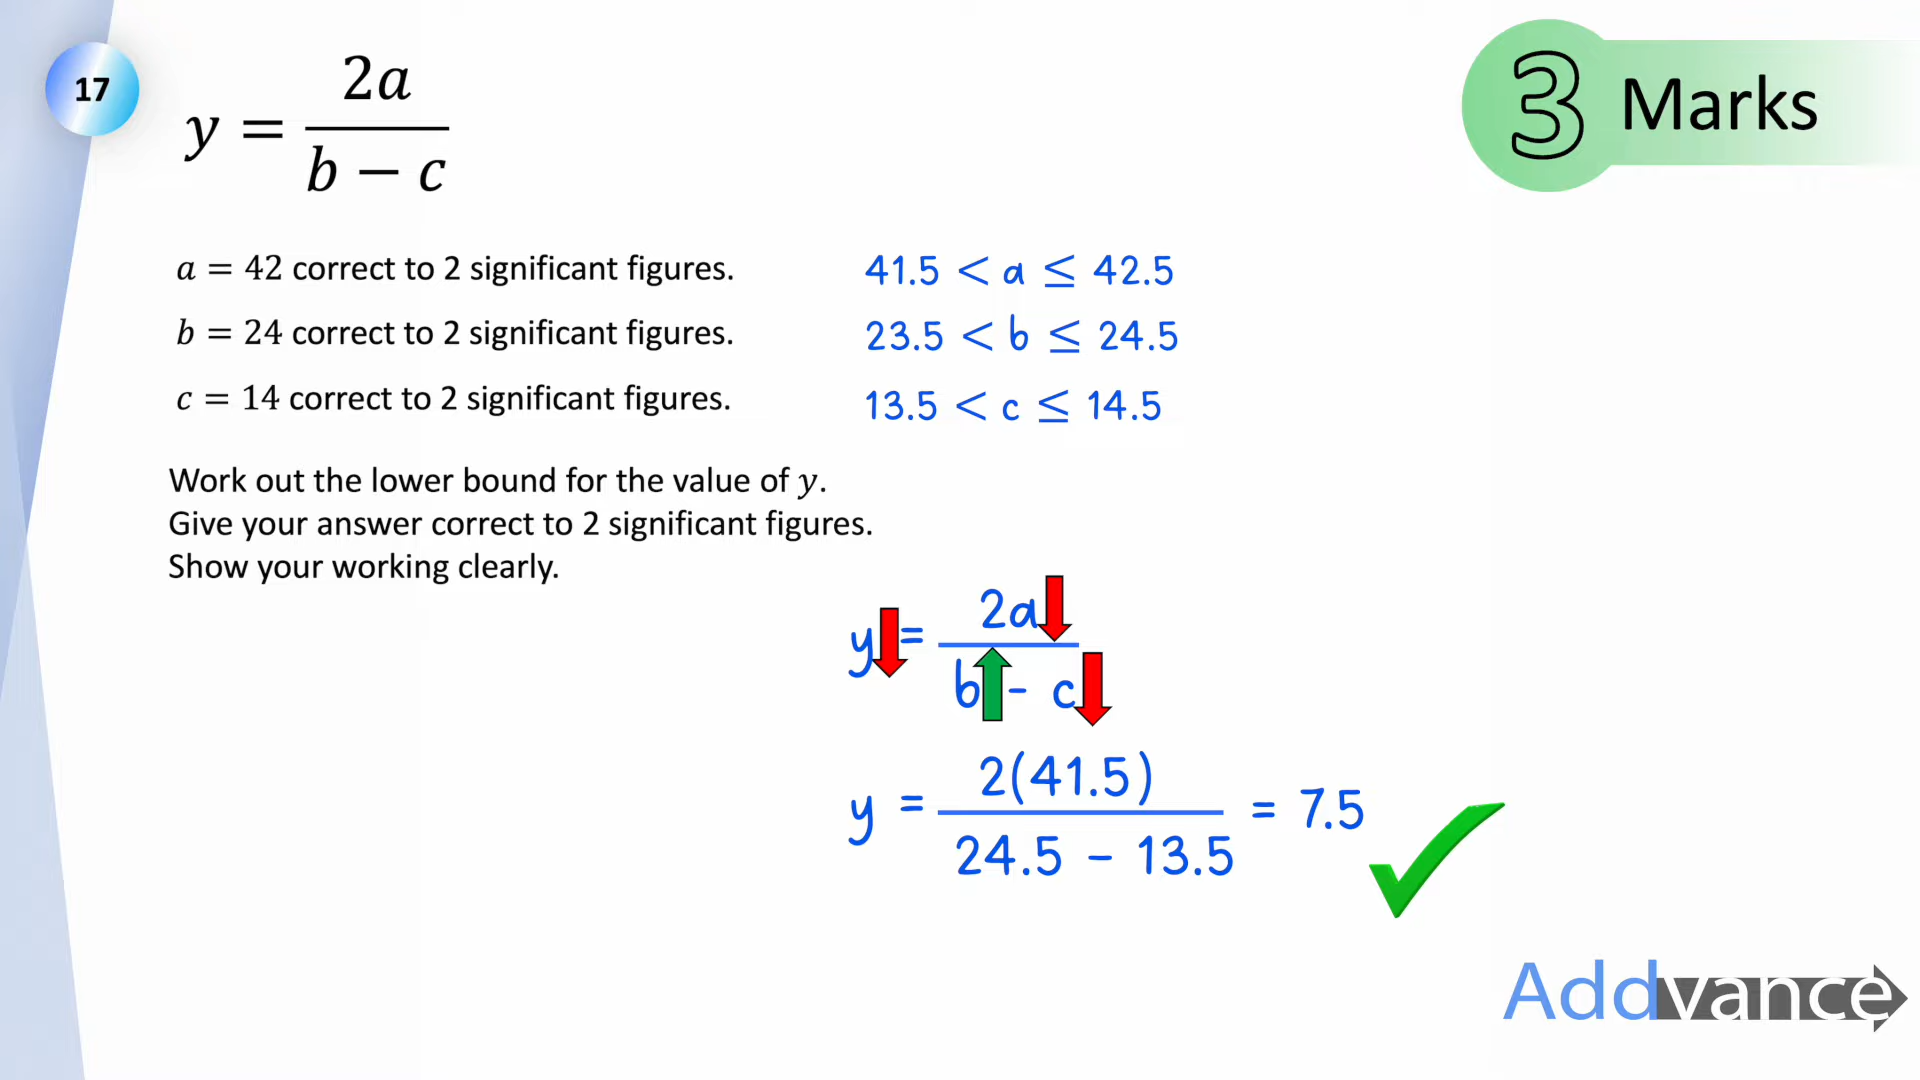 17
y = 2a / b − c
3 Marks
a = 42 correct to 2 significant figures.
41.5 < a ≤ 42.5
b = 24 correct to 2 significant figures.
23.5 < b ≤ 24.5
c = 14 correct to 2 significant figures.
13.5 < c ≤ 14.5
Work out the lower bound for the value of y.
Give your answer correct to 2 significant figures.
Show your working clearly.
y = 2a / b - c
y = 2(41.5) / 24.5 - 13.5 = 7.5
Addvance